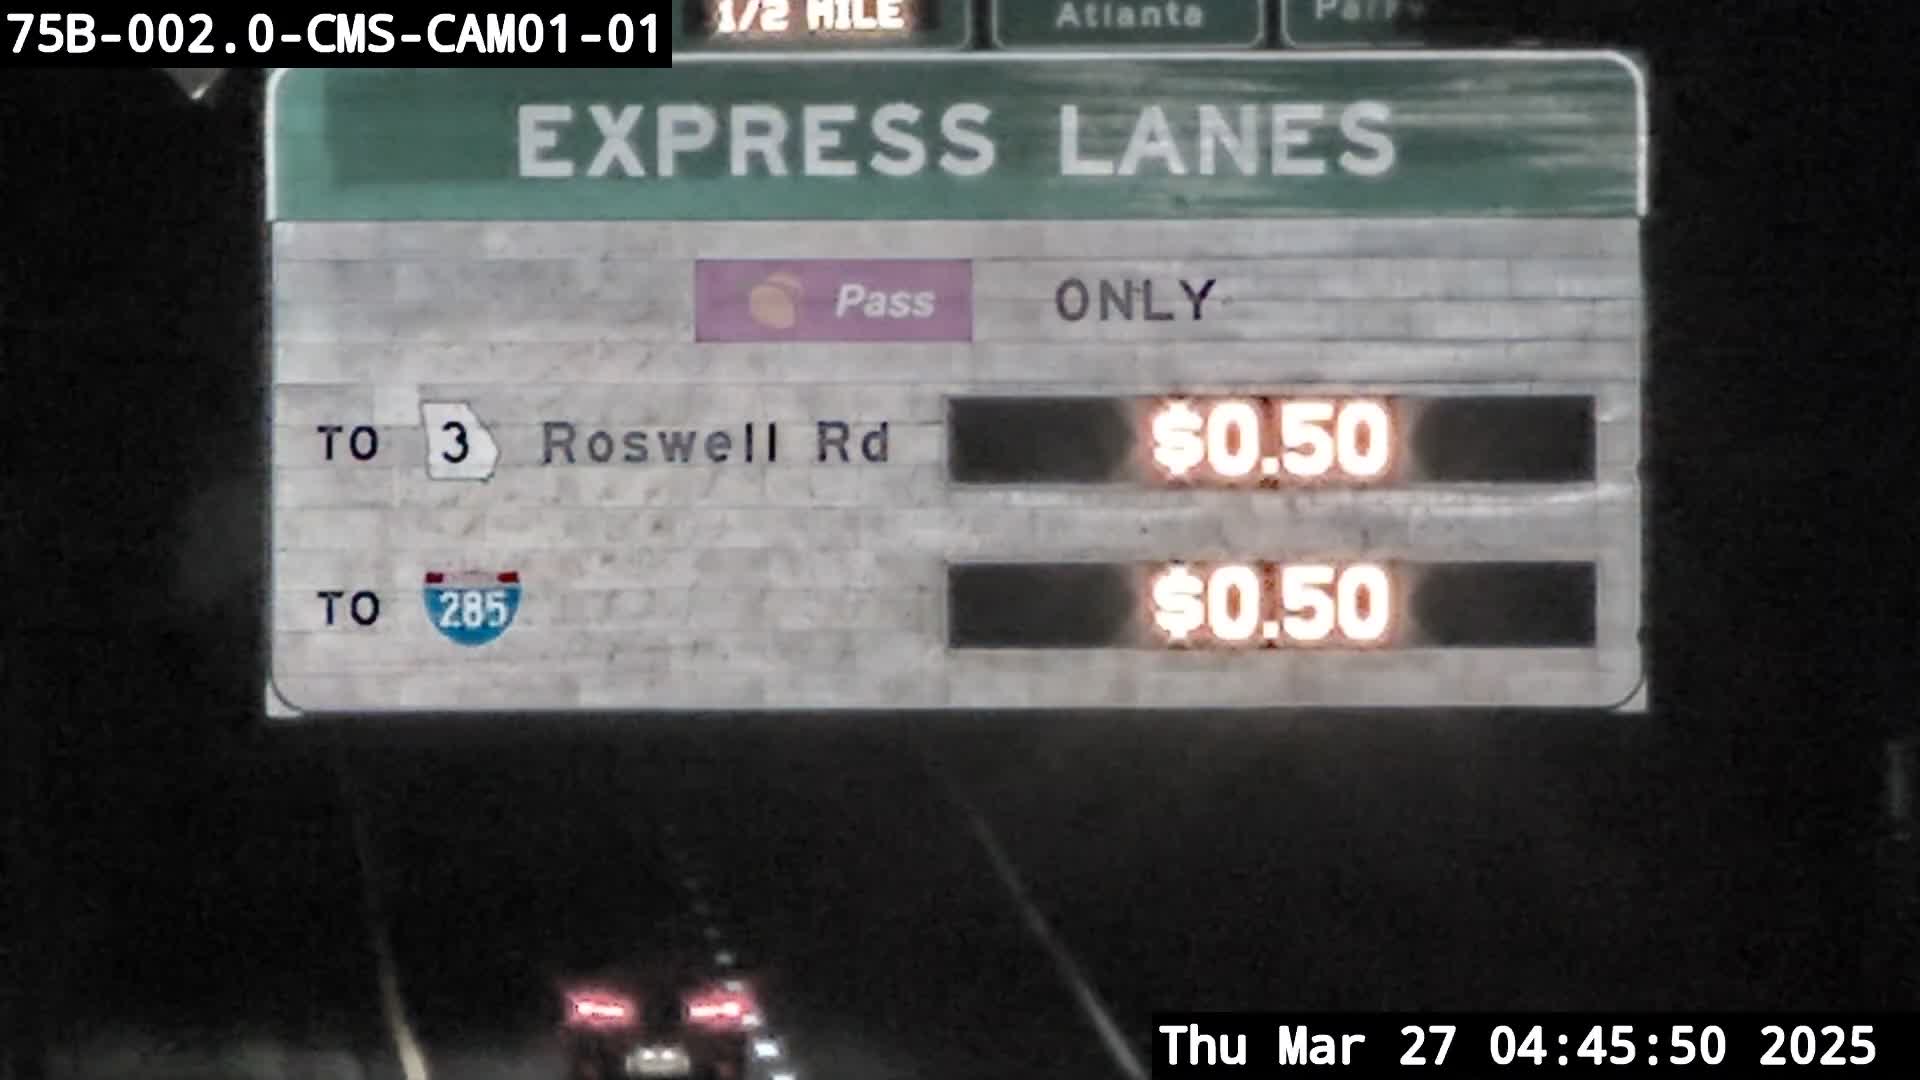 75B-002.0-CMS-CAM01-01
1/2 MILE
Atlanta
EXPRESS LANES
Pass ONLY
TO 3 Roswell Rd $0.50
TO 285 $0.50
Thu Mar 27 04:45:50 2025